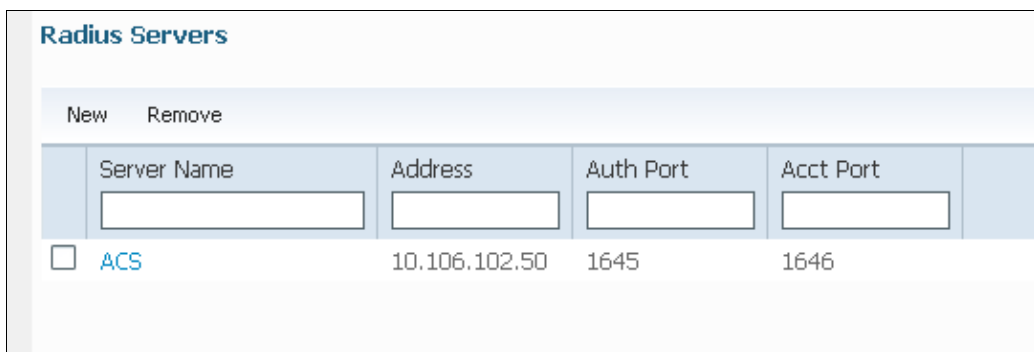 Radius Servers
New Remove
Server Name Address Auth Port Acct Port
ACS 10.106.102.50 1645 1646